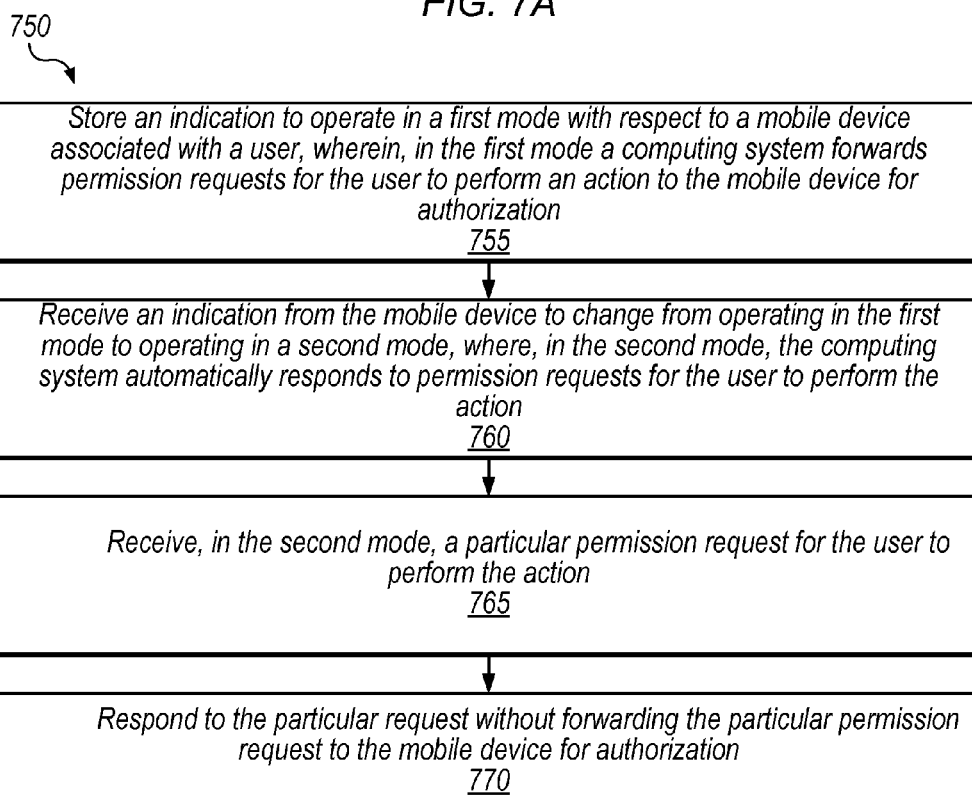 FIG. 7A
750
Store an indication to operate in a first mode with respect to a mobile device
associated with a user, wherein, in the first mode a computing system forwards
permission requests for the user to perform an action to the mobile device for
authorization
755
Receive an indication from the mobile device to change from operating in the first
mode to operating in a second mode, where, in the second mode, the computing
system automatically responds to permission requests for the user to perform the
action
760
Receive, in the second mode, a particular permission request for the user to
perform the action
765
Respond to the particular request without forwarding the particular permission
request to the mobile device for authorization
770